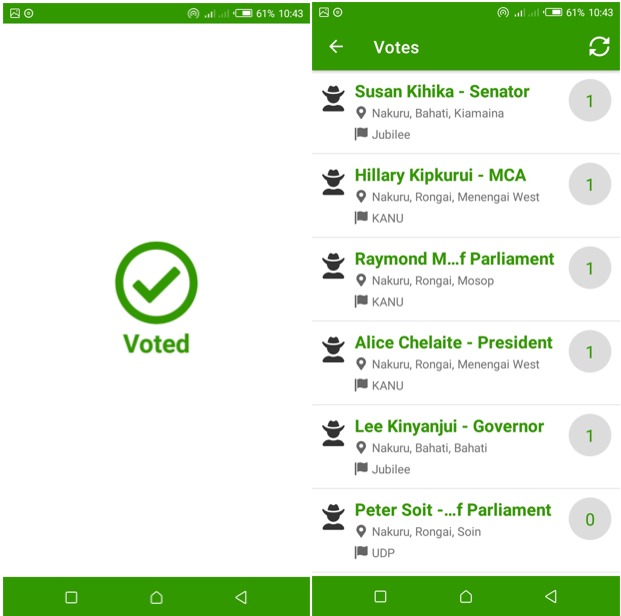 61% 10:43
Voted
61% 10:43
Votes
Susan Kihika - Senator
1
Nakuru, Bahati, Kiamaina
Jubilee
Hillary Kipkurui - MCA
1
Nakuru, Rongai, Menengai West
KANU
Raymond M...f Parliament
1
Nakuru, Rongai, Mosop
KANU
Alice Chelaite - President
1
Nakuru, Rongai, Menengai West
KANU
Lee Kinyanjui - Governor
1
Nakuru, Bahati, Bahati
Jubilee
Peter Soit -...f Parliament
0
Nakuru, Rongai, Soin
UDP